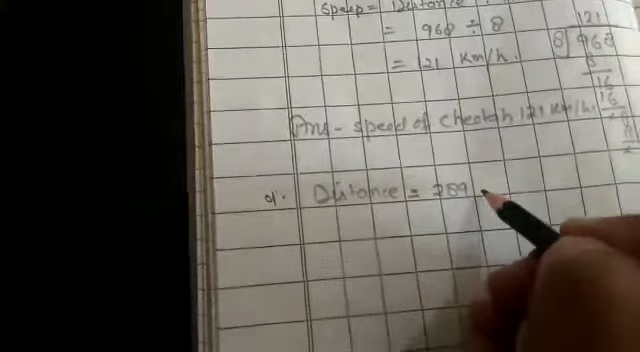 Speed = Distance
= 968 ÷ 8
= 121 Km/h.
121
8 968
8
16
16
Ans - speed of cheetah 121 Km/h.
d. Distance = 289